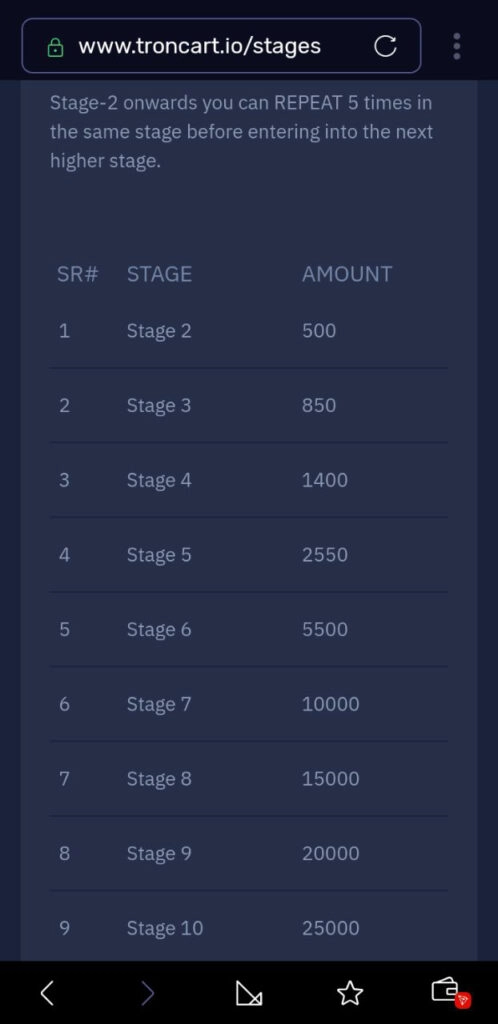 www.troncart.io/stages
Stage-2 onwards you can REPEAT 5 times in
the same stage before entering into the next
higher stage.
SR# STAGE AMOUNT
1 Stage 2 500
2 Stage 3 850
3 Stage 4 1400
4 Stage 5 2550
5 Stage 6 5500
6 Stage 7 10000
7 Stage 8 15000
8 Stage 9 20000
9 Stage 10 25000